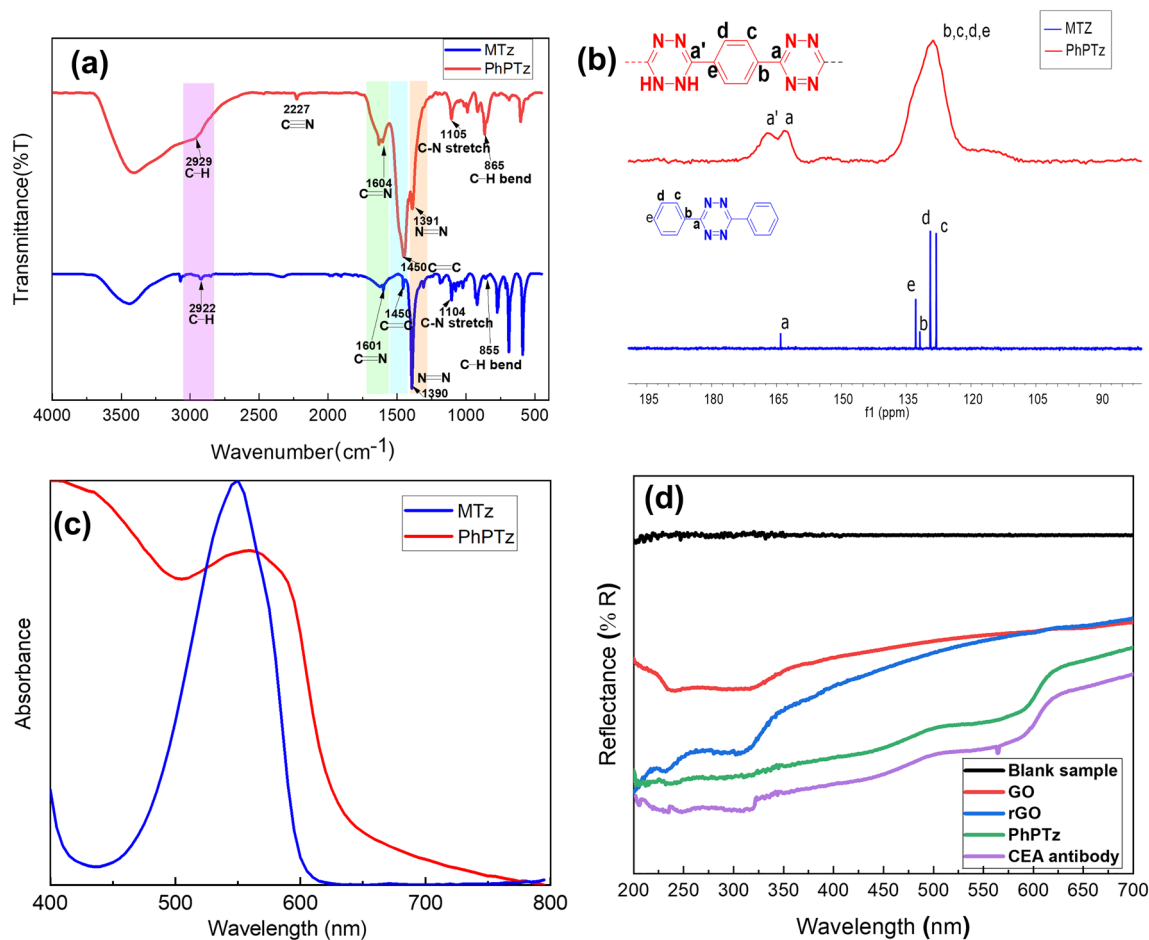 (a)
MTz
PhPTz
2227
C≡N
2929
C–H
1604
C=N
1105
C-N stretch
865
C–H bend
1391
N=N
1450 C=C
2922
C–H
1601
C=N
1450
C=C
1104
C-N stretch
855
C–H bend
N=N
1390
Transmittance(%T)
4000 3500 3000 2500 2000 1500 1000 500
Wavenumber(cm-1)
(b)
MTZ
PhPTz
N N
a'
d c
a
N N
HN NH
e
b
N N
b,c,d,e
a' a
d c
e
b
a
N N
N N
d
c
e
b
a
195 180 165 150 135 120 105 90
f1 (ppm)
(c)
MTz
PhPTz
Absorbance
400 500 600 700 800
Wavelength (nm)
(d)
Reflectance (% R)
Blank sample
GO
rGO
PhPTz
CEA antibody
200 250 300 350 400 450 500 550 600 650 700
Wavelength (nm)